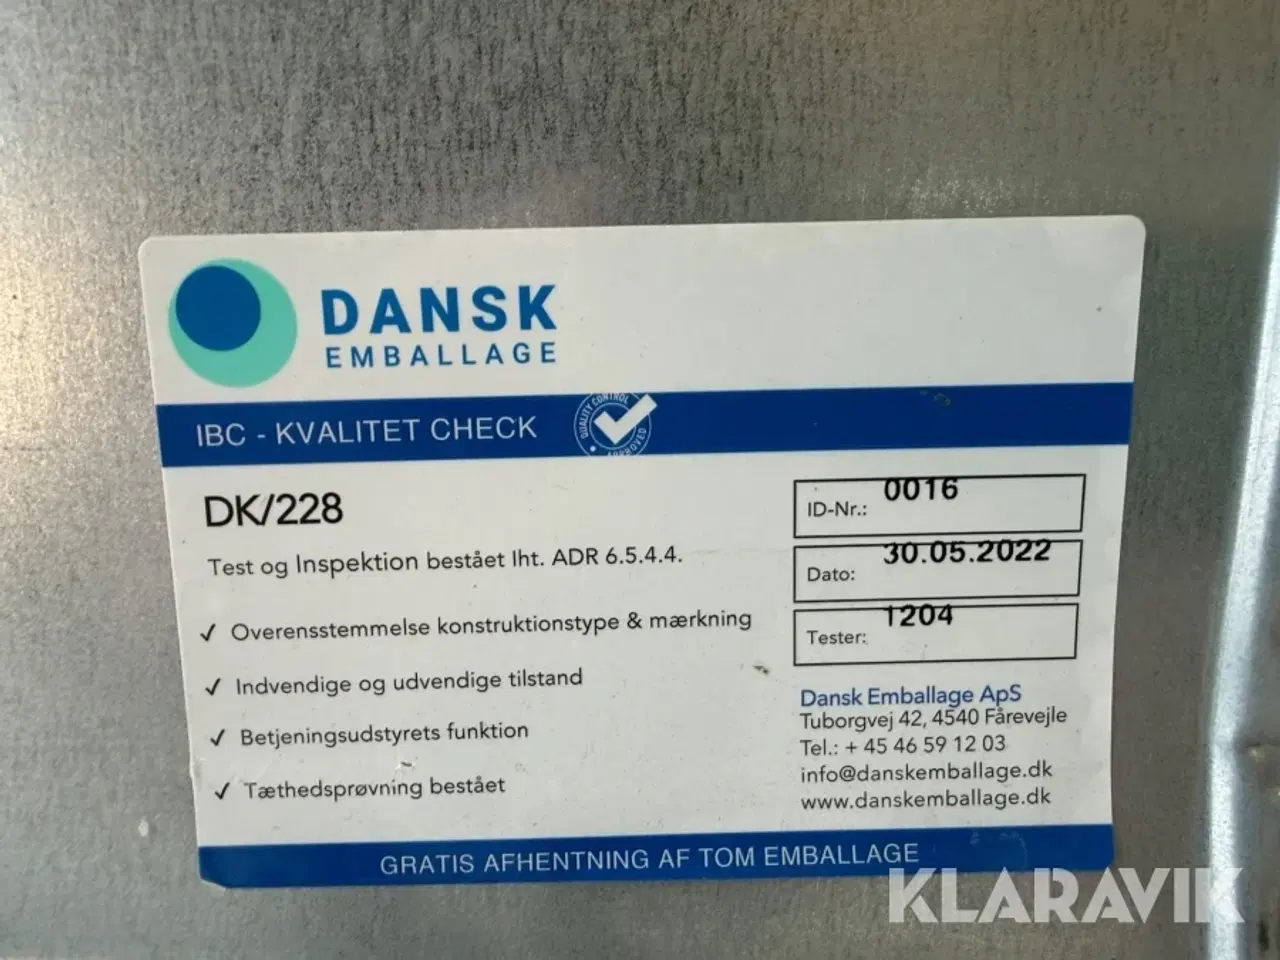 DANSK
EMBALLAGE
IBC - KVALITET CHECK
QUALITY CONTROL
APPROVED
DK/228
Test og Inspektion bestået Iht. ADR 6.5.4.4.
✓ Overensstemmelse konstruktionstype & mærkning
✓ Indvendige og udvendige tilstand
✓ Betjeningsudstyrets funktion
✓ Tæthedsprøvning bestået
ID-Nr.: 0016
Dato: 30.05.2022
Tester: 1204
Dansk Emballage ApS
Tuborgvej 42, 4540 Fårevejle
Tel.: + 45 46 59 12 03
info@danskemballage.dk
www.danskemballage.dk
GRATIS AFHENTNING AF TOM EMBALLAGE
KLARAVIK